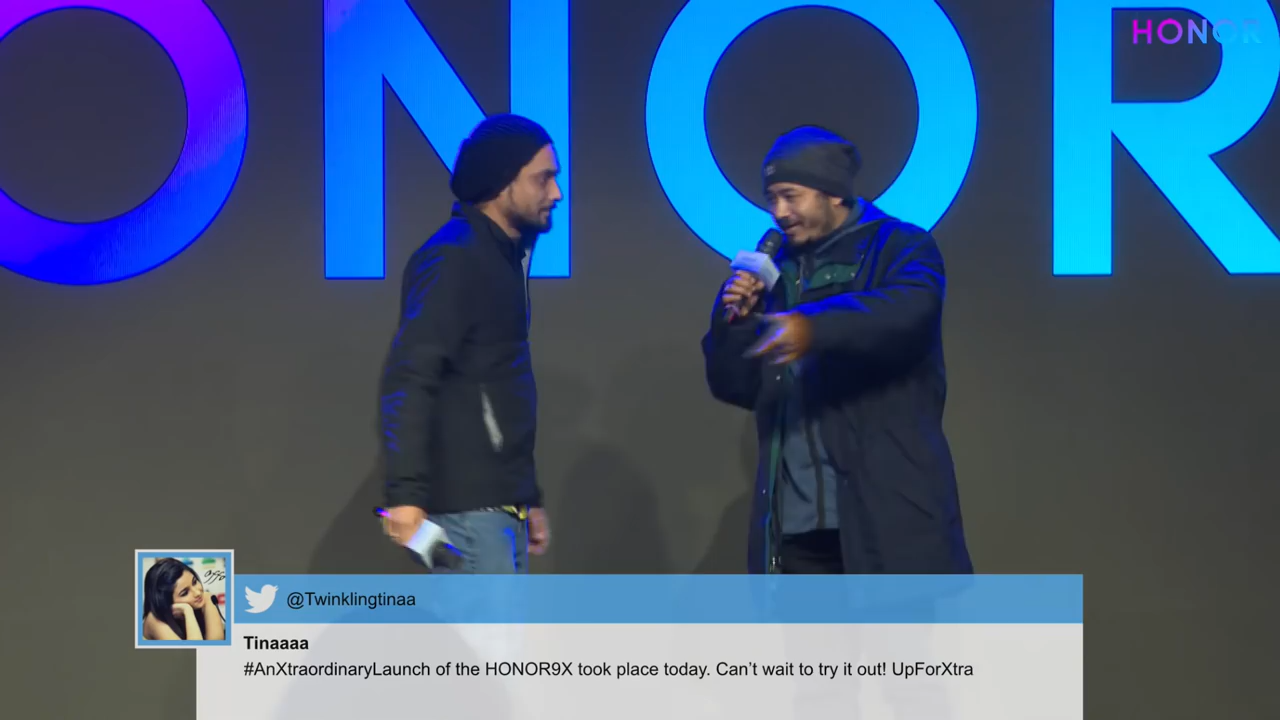 ONOR
HONOR
@Twinklingtinaa
Tinaaaa
#AnXtraordinaryLaunch of the HONOR9X took place today. Can't wait to try it out! UpForXtra